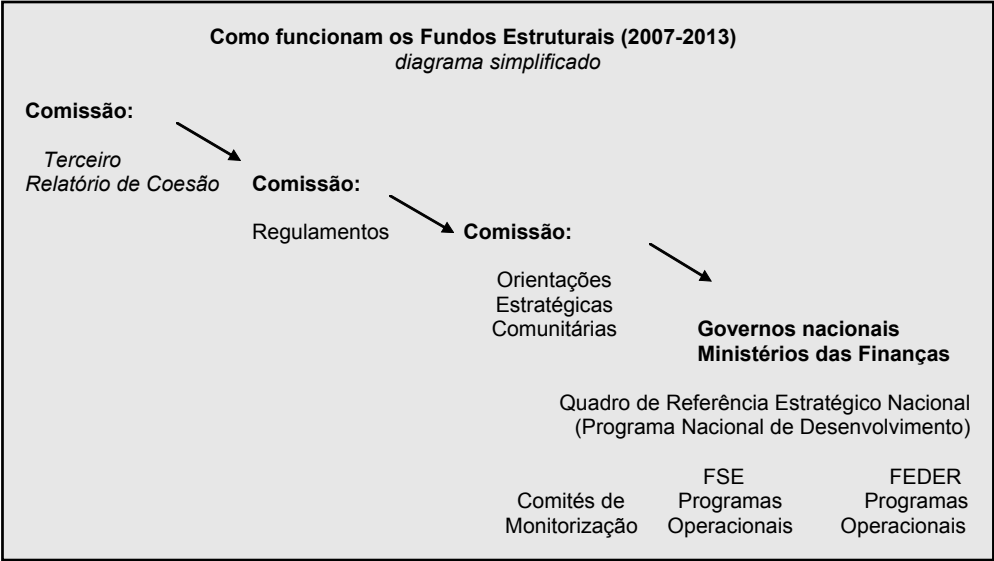 Como funcionam os Fundos Estruturais (2007-2013)
diagrama simplificado
Comissão:
Terceiro
Relatório de Coesão
Comissão:
Regulamentos
Comissão:
Orientações
Estratégicas
Comunitárias
Governos nacionais
Ministérios das Finanças
Quadro de Referência Estratégico Nacional
(Programa Nacional de Desenvolvimento)
Comités de
Monitorização
FSE
Programas
Operacionais
FEDER
Programas
Operacionais